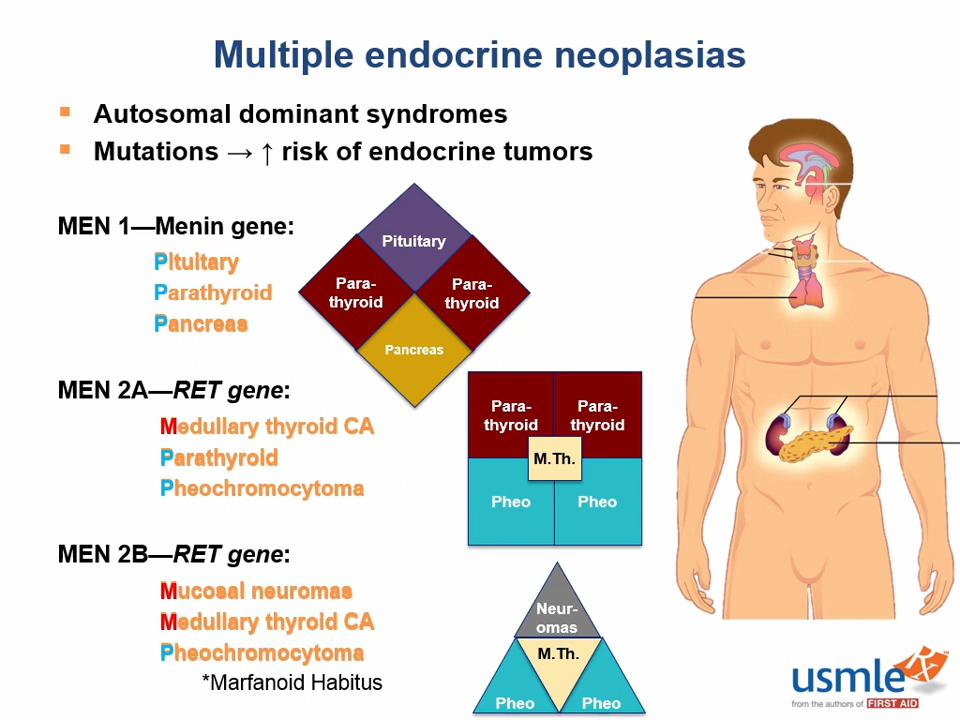 Multiple endocrine neoplasias
Autosomal dominant syndromes
Mutations → ↑ risk of endocrine tumors
MEN 1—Menin gene:
Pituitary
Parathyroid
Pancreas
Pituitary
Para-
thyroid
Para-
thyroid
Pancreas
MEN 2A—RET gene:
Medullary thyroid CA
Parathyroid
Pheochromocytoma
Para-
thyroid
Para-
thyroid
M.Th.
Pheo
Pheo
MEN 2B—RET gene:
Mucosal neuromas
Medullary thyroid CA
Pheochromocytoma
*Marfanoid Habitus
Neur-
omas
M.Th.
Pheo
Pheo
usmle
from the authors of FIRST AID